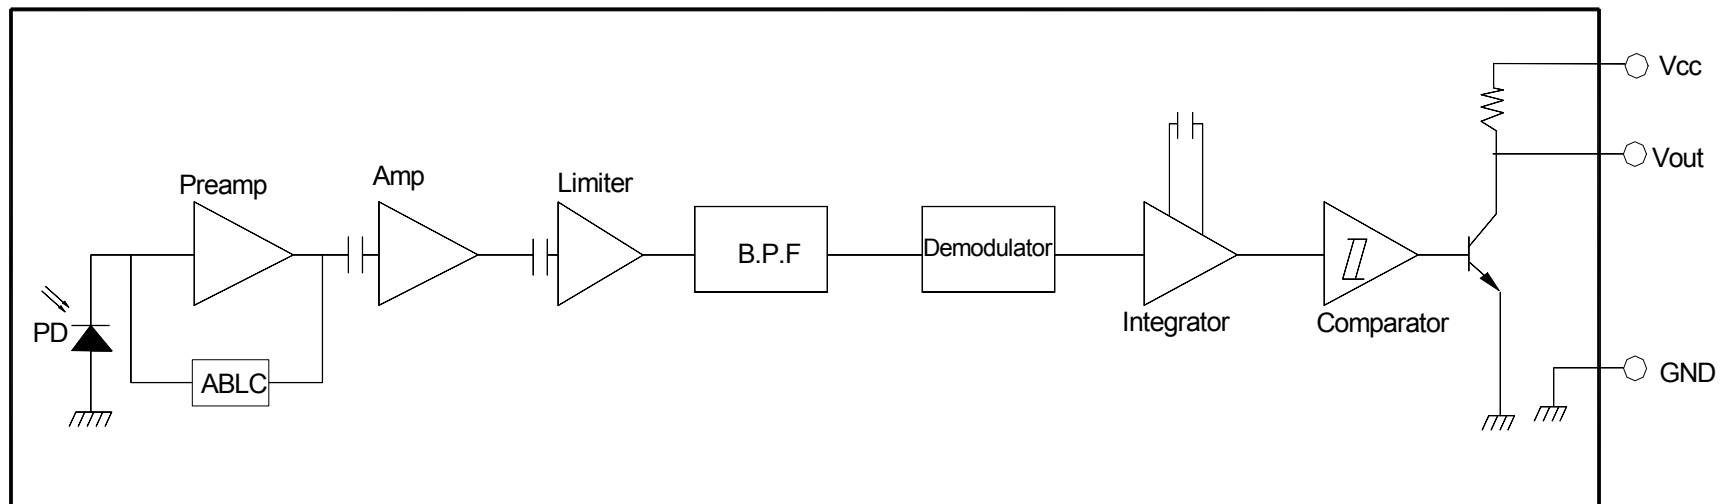 Vcc
Vout
Preamp
Amp
Limiter
B.P.F
Demodulator
Integrator
Comparator
PD
ABLC
GND